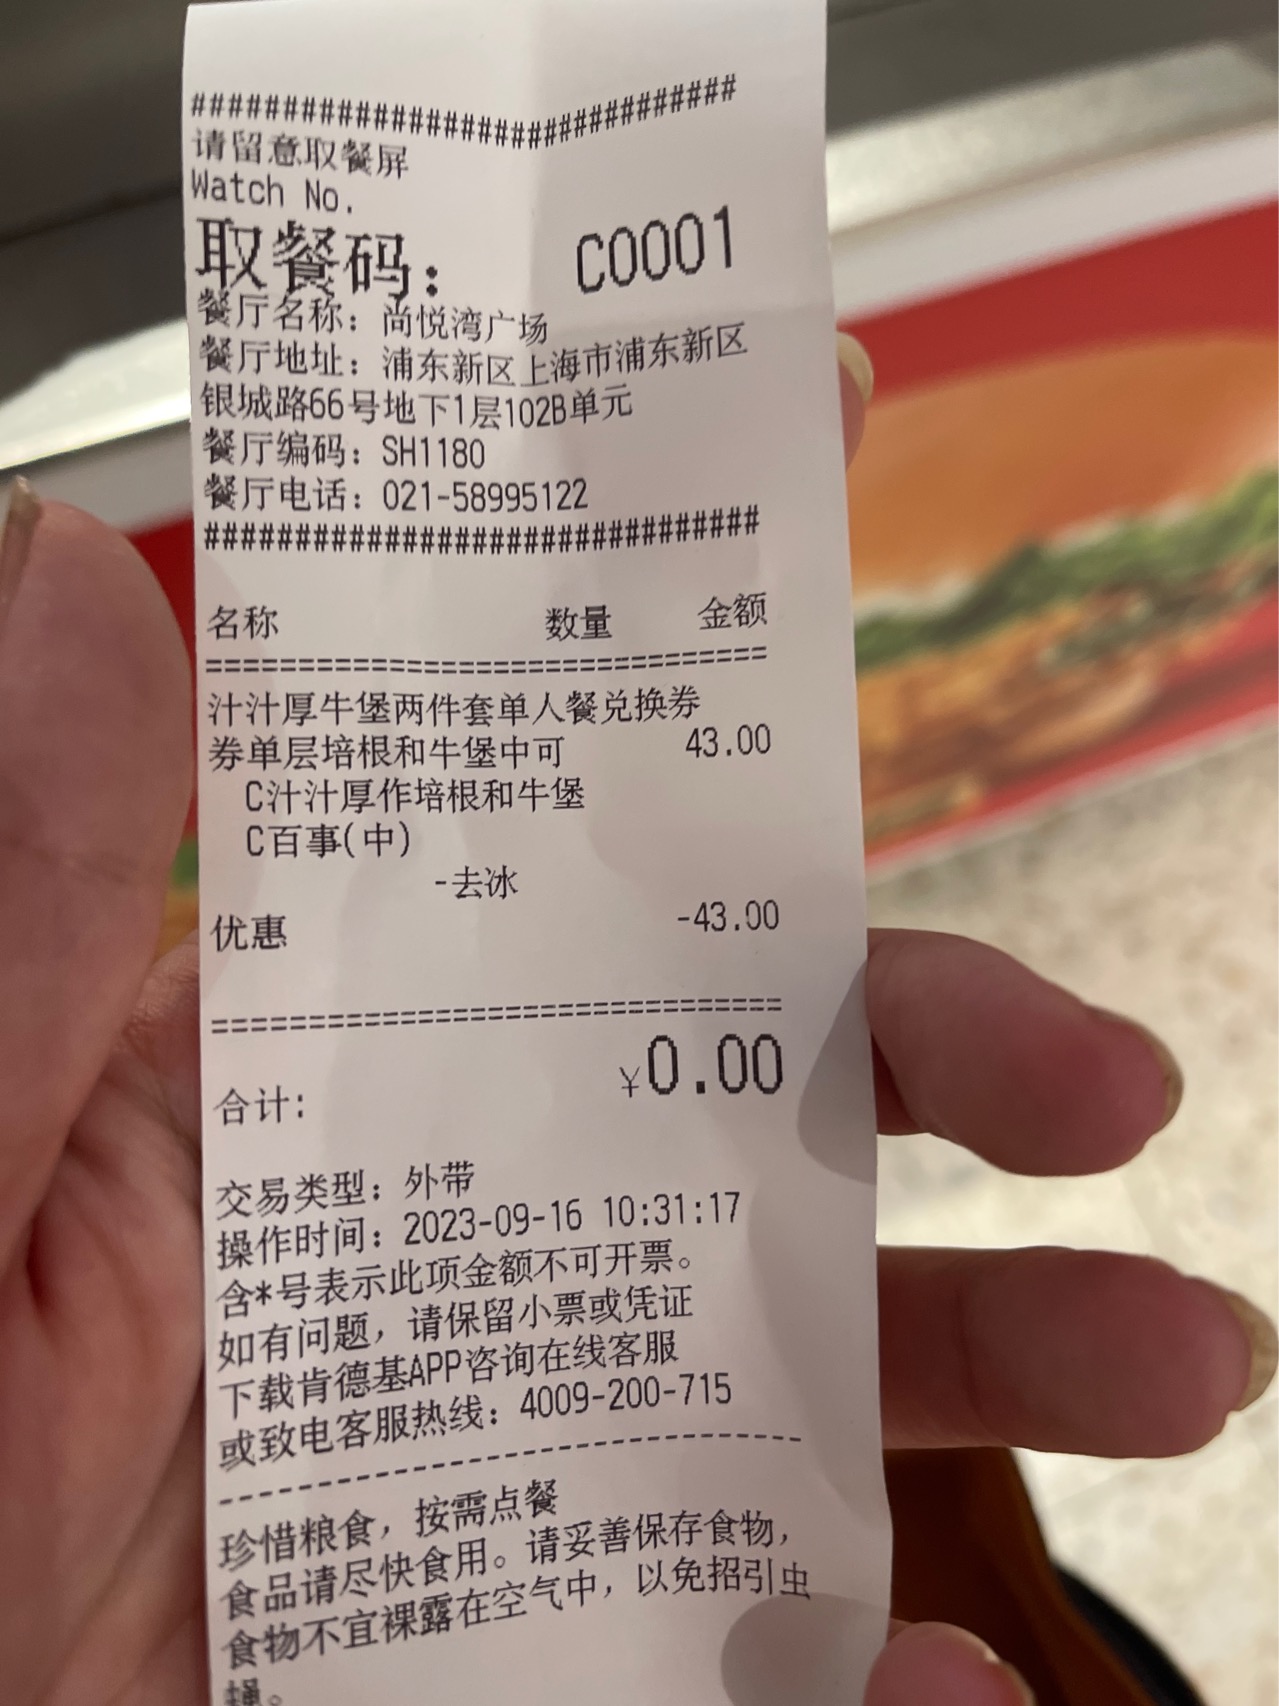 ###############################
请留意取餐屏
Watch No.
取餐码： C0001
餐厅名称：尚悦湾广场
餐厅地址：浦东新区上海市浦东新区
银城路66号地下1层102B单元
餐厅编码：SH1180
餐厅电话：021-58995122
###############################
名称 数量 金额
===============================
汁汁厚牛堡两件套单人餐兑换券
券单层培根和牛堡中可 43.00
C汁汁厚作培根和牛堡
C百事(中)
-去冰
优惠 -43.00
===============================
合计: ¥0.00
交易类型：外带
操作时间：2023-09-16 10:31:17
含*号表示此项金额不可开票。
如有问题，请保留小票或凭证
下载肯德基APP咨询在线客服
或致电客服热线：4009-200-715
--------------------------------
珍惜粮食，按需点餐
食品请尽快食用。请妥善保存食物，
食物不宜裸露在空气中，以免招引虫
蝇。